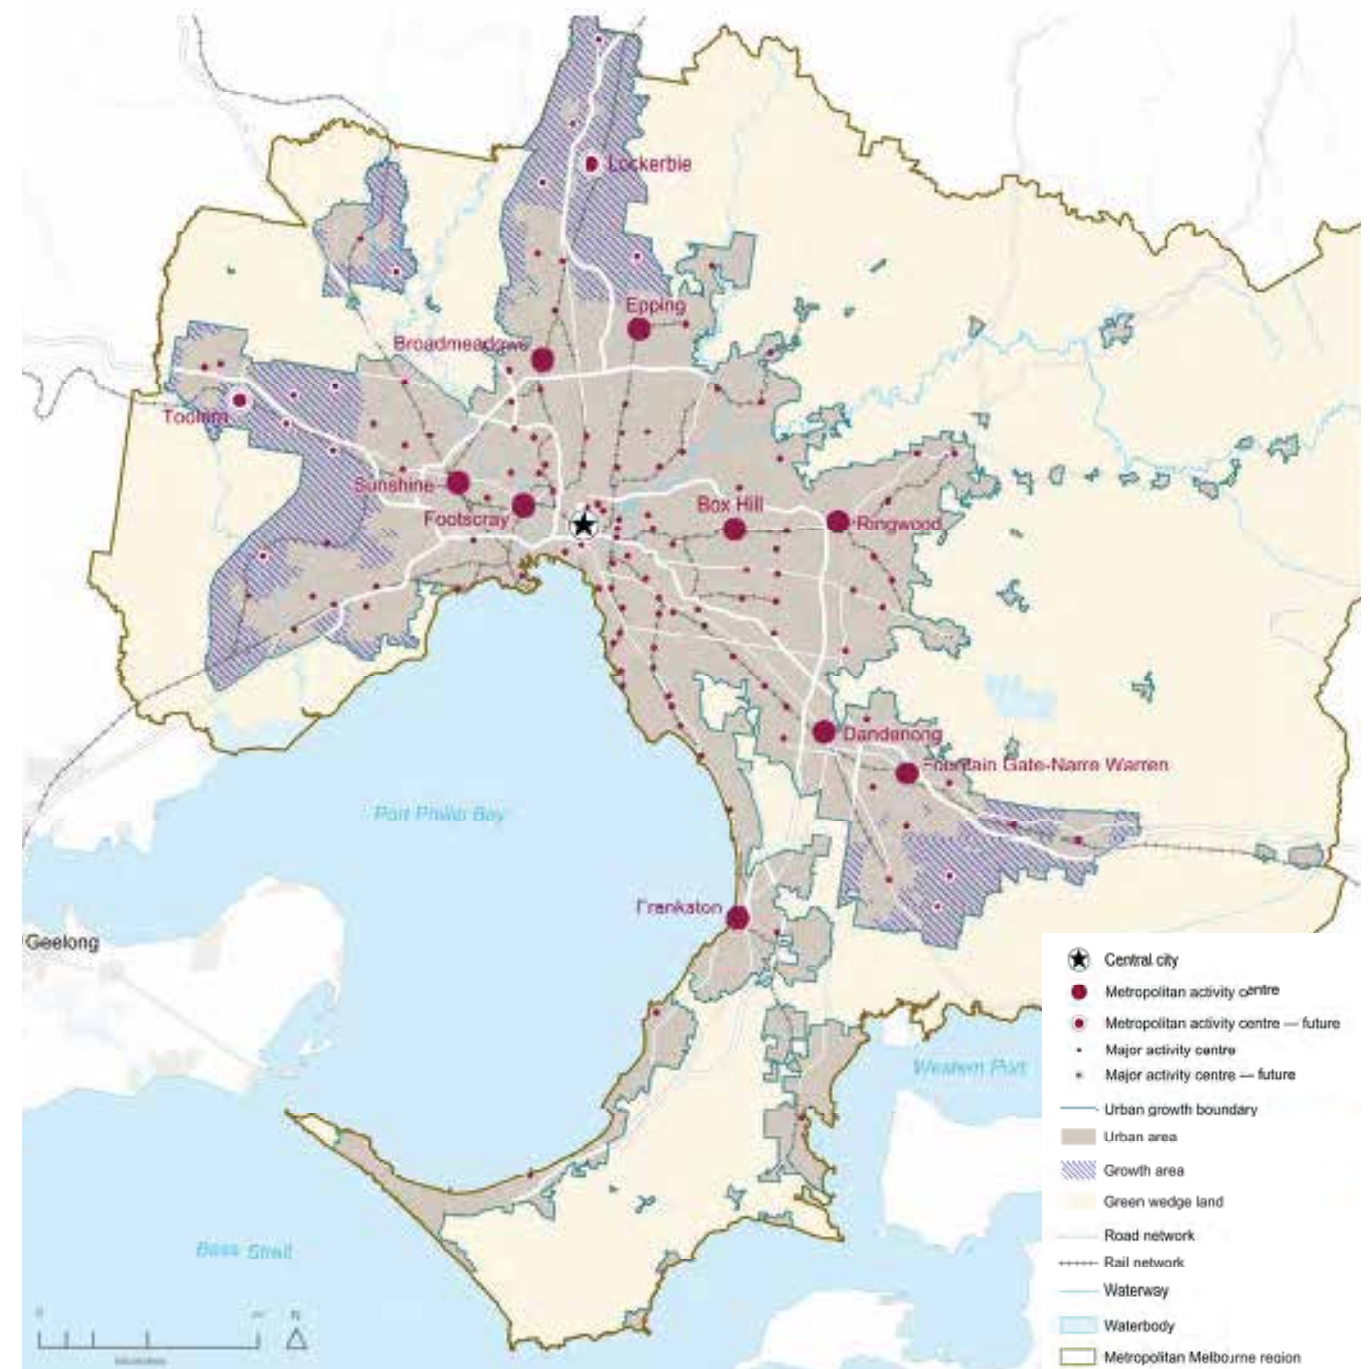 Lockerbie
Epping
Broadmeadows
Toolern
Sunshine
Footscray
Box Hill
Ringwood
Dandenong
Fountain Gate-Narre Warren
Port Phillip Bay
Frankston
Geelong
Western Port
Bass Strait
Central city
Metropolitan activity centre
Metropolitan activity centre — future
Major activity centre
Major activity centre — future
Urban growth boundary
Urban area
Growth area
Green wedge land
Road network
Rail network
Waterway
Waterbody
Metropolitan Melbourne region
0
N
kilometres